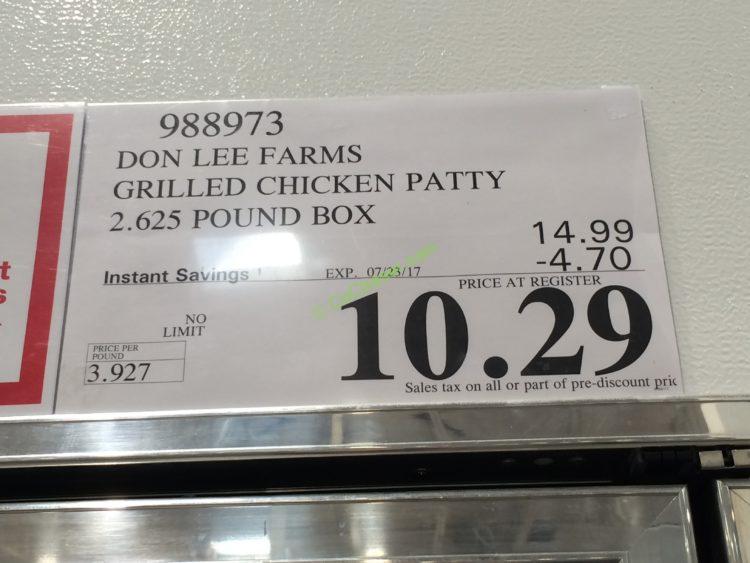 988973
DON LEE FARMS
GRILLED CHICKEN PATTY
2.625 POUND BOX
14.99
-4.70
Instant Savings EXP. 07/23/17
PRICE AT REGISTER
10.29
NO
LIMIT
PRICE PER
POUND
3.927
Sales tax on all or part of pre-discount pric
t
s